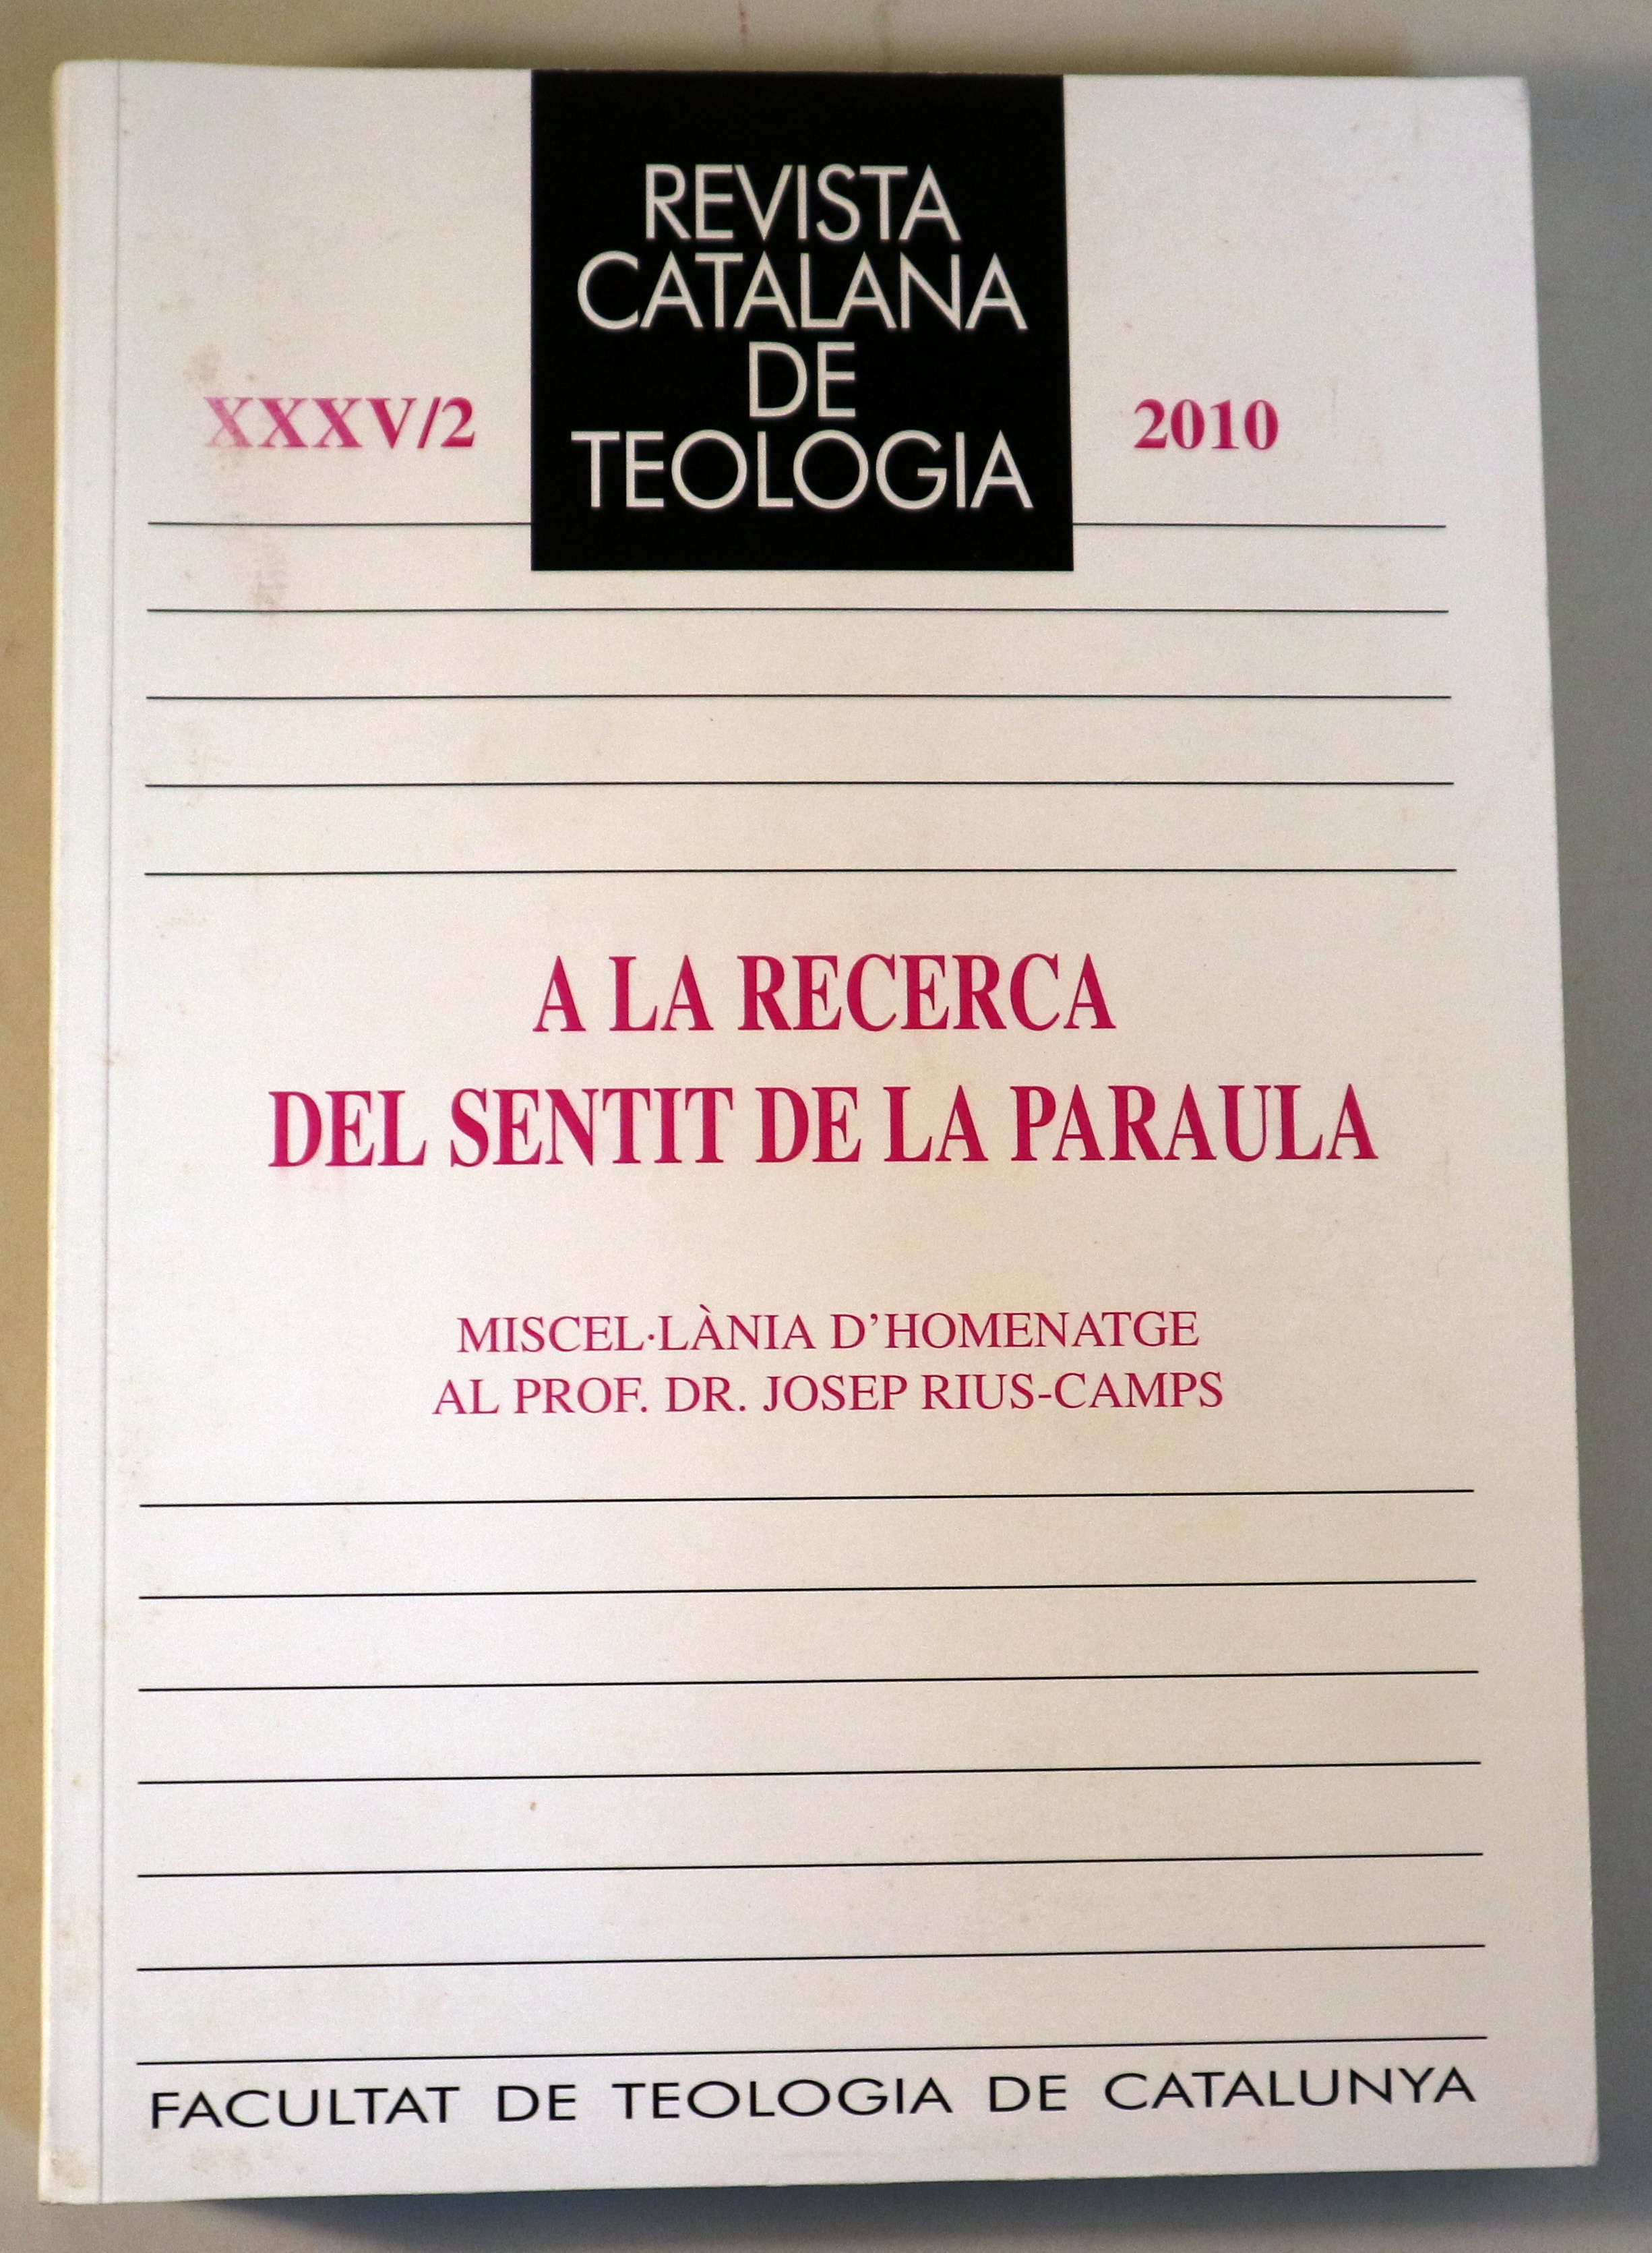 REVISTA
CATALANA
DE
TEOLOGIA
XXXV/2
2010
A LA RECERCA
DEL SENTIT DE LA PARAULA
MISCEL·LÀNIA D'HOMENATGE
AL PROF. DR. JOSEP RIUS-CAMPS
FACULTAT DE TEOLOGIA DE CATALUNYA